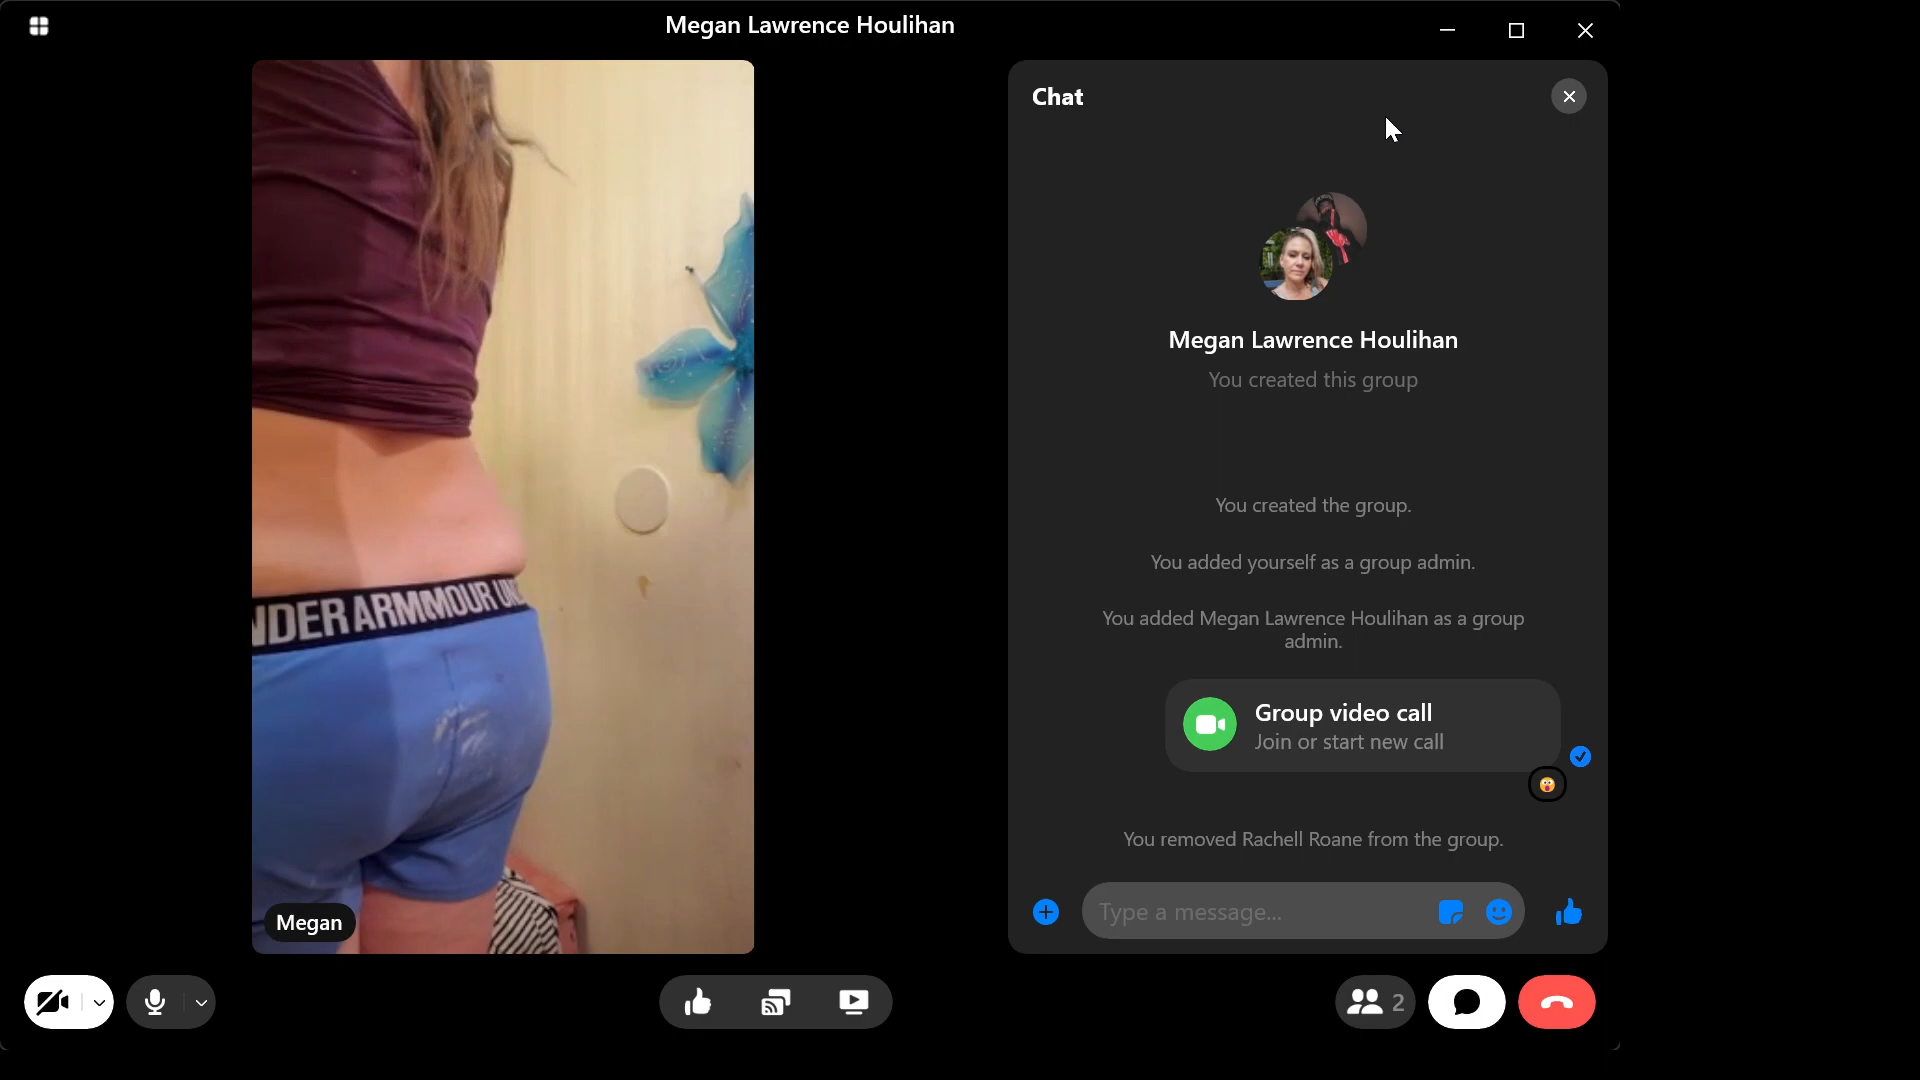 Megan Lawrence Houlihan
Chat
Megan Lawrence Houlihan
You created this group
You created the group.
You added yourself as a group admin.
You added Megan Lawrence Houlihan as a group
admin.
Group video call
Join or start new call
You removed Rachell Roane from the group.
Type a message...
NDER ARMMOUR UN
Megan
2